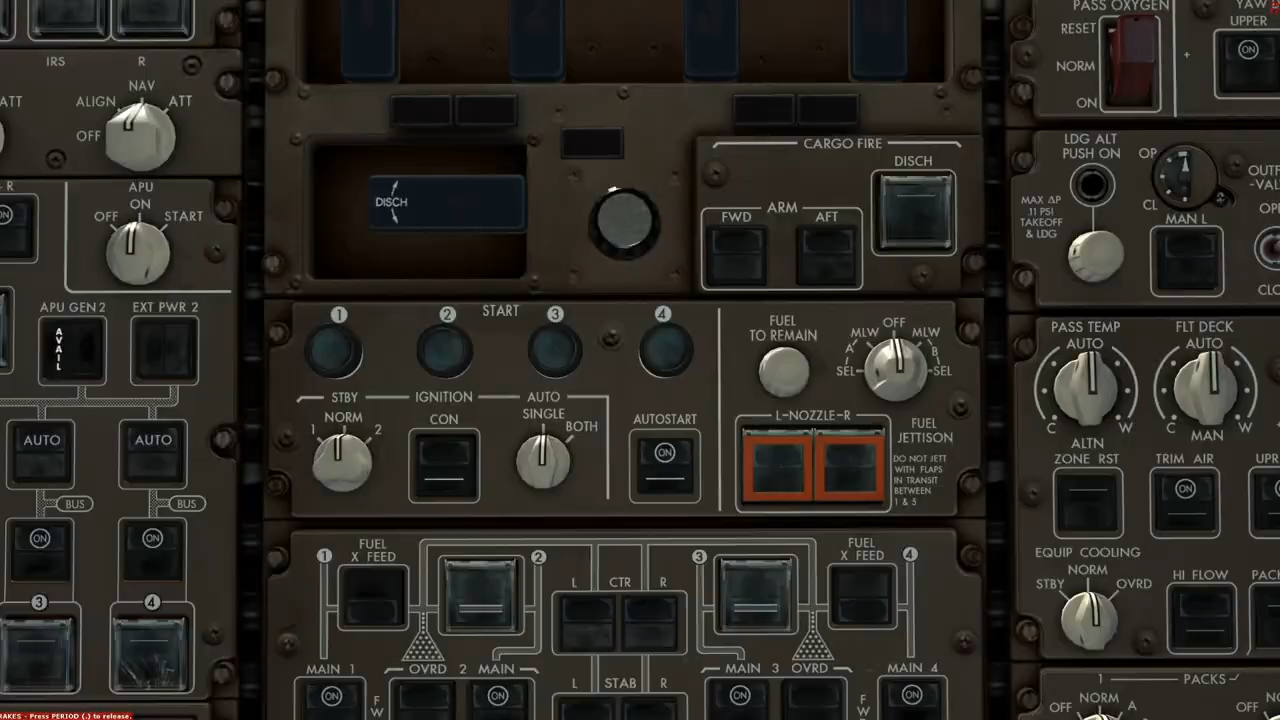 IRS
R
NAV
ALIGN
ATT
ATT
OFF
R
APU
ON
OFF
START
ON
APU GEN 2
EXT PWR 2
AVAIL
AUTO
AUTO
BUS
BUS
ON
ON
3
4
DISCH
CARGO FIRE
DISCH
ARM
FWD
AFT
START
1
2
3
4
STBY
IGNITION
AUTO
NORM
1
2
CON
SINGLE
BOTH
AUTOSTART
ON
FUEL
TO REMAIN
OFF
MLW
MLW
A
B
SEL
SEL
L-NOZZLE-R
FUEL
JETTISON
DO NOT JETT
WITH FLAPS
IN TRANSIT
BETWEEN
1 & 5
FUEL
X FEED
1
2
3
FUEL
X FEED
4
L
CTR
R
MAIN 1
OVRD 2 MAIN
MAIN 3 OVRD
MAIN 4
ON
F
W
ON
L
STAB
R
ON
F
W
ON
PASS OXYGEN
RESET
NORM
ON
YAW
UPPER
ON
LDG ALT
PUSH ON
OP
CL
MAX ΔP
.11 PSI
TAKEOFF
& LDG
MAN L
OUTF
-VAL
OPE
CLO
PASS TEMP
AUTO
C
W
FLT DECK
AUTO
C
W
MAN
ALTN
ZONE RST
TRIM AIR
UPR
ON
EQUIP COOLING
NORM
STBY
OVRD
HI FLOW
PACK
1
PACKS
NORM
OFF
A
OFF
RAKES - Press PERIOD (.) to release.